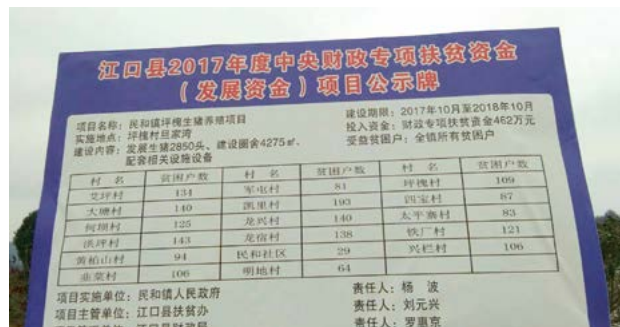 江口县2017年度中央财政专项扶贫资金
（发展资金）项目公示牌
项目名称：民和镇坪槐生猪养殖项目
建设期限：2017年10月至2018年10月
实施地点：坪槐村旦家湾
投入资金：财政专项扶贫资金462万元
建设内容：发展生猪2850头、建设圈舍4275㎡、
受益贫困户：全镇所有贫困户
配套相关设施设备
村 名 贫困户数 村 名 贫困户数 村 名 贫困户数
艾坪村 134 军屯村 81 坪槐村 109
大塘村 140 凯里村 193 四宝村 87
何坝村 125 龙兴村 140 太平寨村 83
洪坪村 143 龙宿村 138 铁厂村 121
黄柏山村 94 民和社区 29 兴栏村 106
韭菜村 106 明地村 64
项目实施单位：民和镇人民政府 责任人：杨 波
项目主管单位：江口县扶贫办 责任人：刘元兴
江口县财政局 责任人：罗惠京